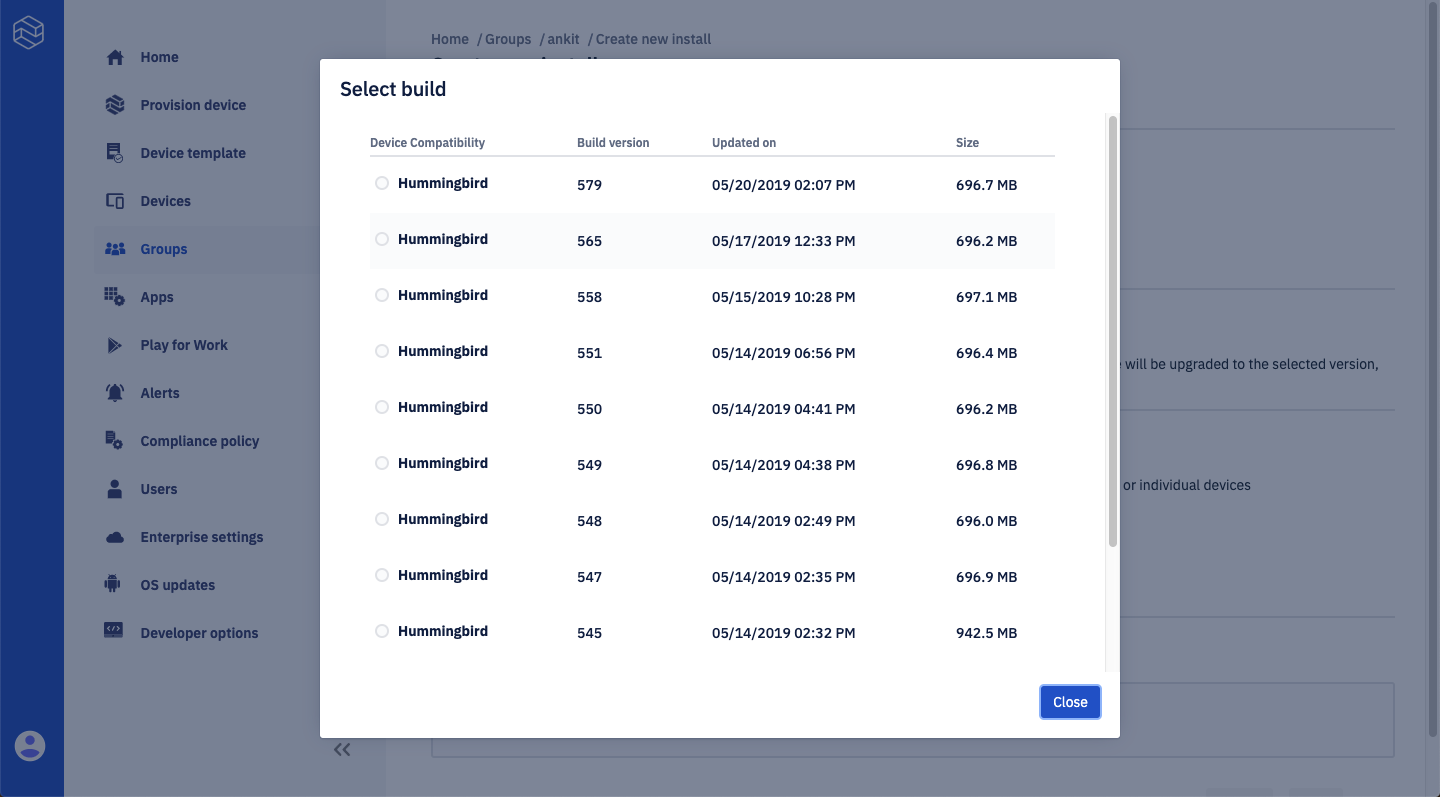 Home / Groups / ankit / Create new install
Home
Provision device
Device template
Devices
Groups
Apps
Play for Work
Alerts
Compliance policy
Users
Enterprise settings
OS updates
Developer options
Select build
Device Compatibility Build version Updated on Size
Hummingbird 579 05/20/2019 02:07 PM 696.7 MB
Hummingbird 565 05/17/2019 12:33 PM 696.2 MB
Hummingbird 558 05/15/2019 10:28 PM 697.1 MB
Hummingbird 551 05/14/2019 06:56 PM 696.4 MB
Hummingbird 550 05/14/2019 04:41 PM 696.2 MB
Hummingbird 549 05/14/2019 04:38 PM 696.8 MB
Hummingbird 548 05/14/2019 02:49 PM 696.0 MB
Hummingbird 547 05/14/2019 02:35 PM 696.9 MB
Hummingbird 545 05/14/2019 02:32 PM 942.5 MB
Close
will be upgraded to the selected version,
or individual devices